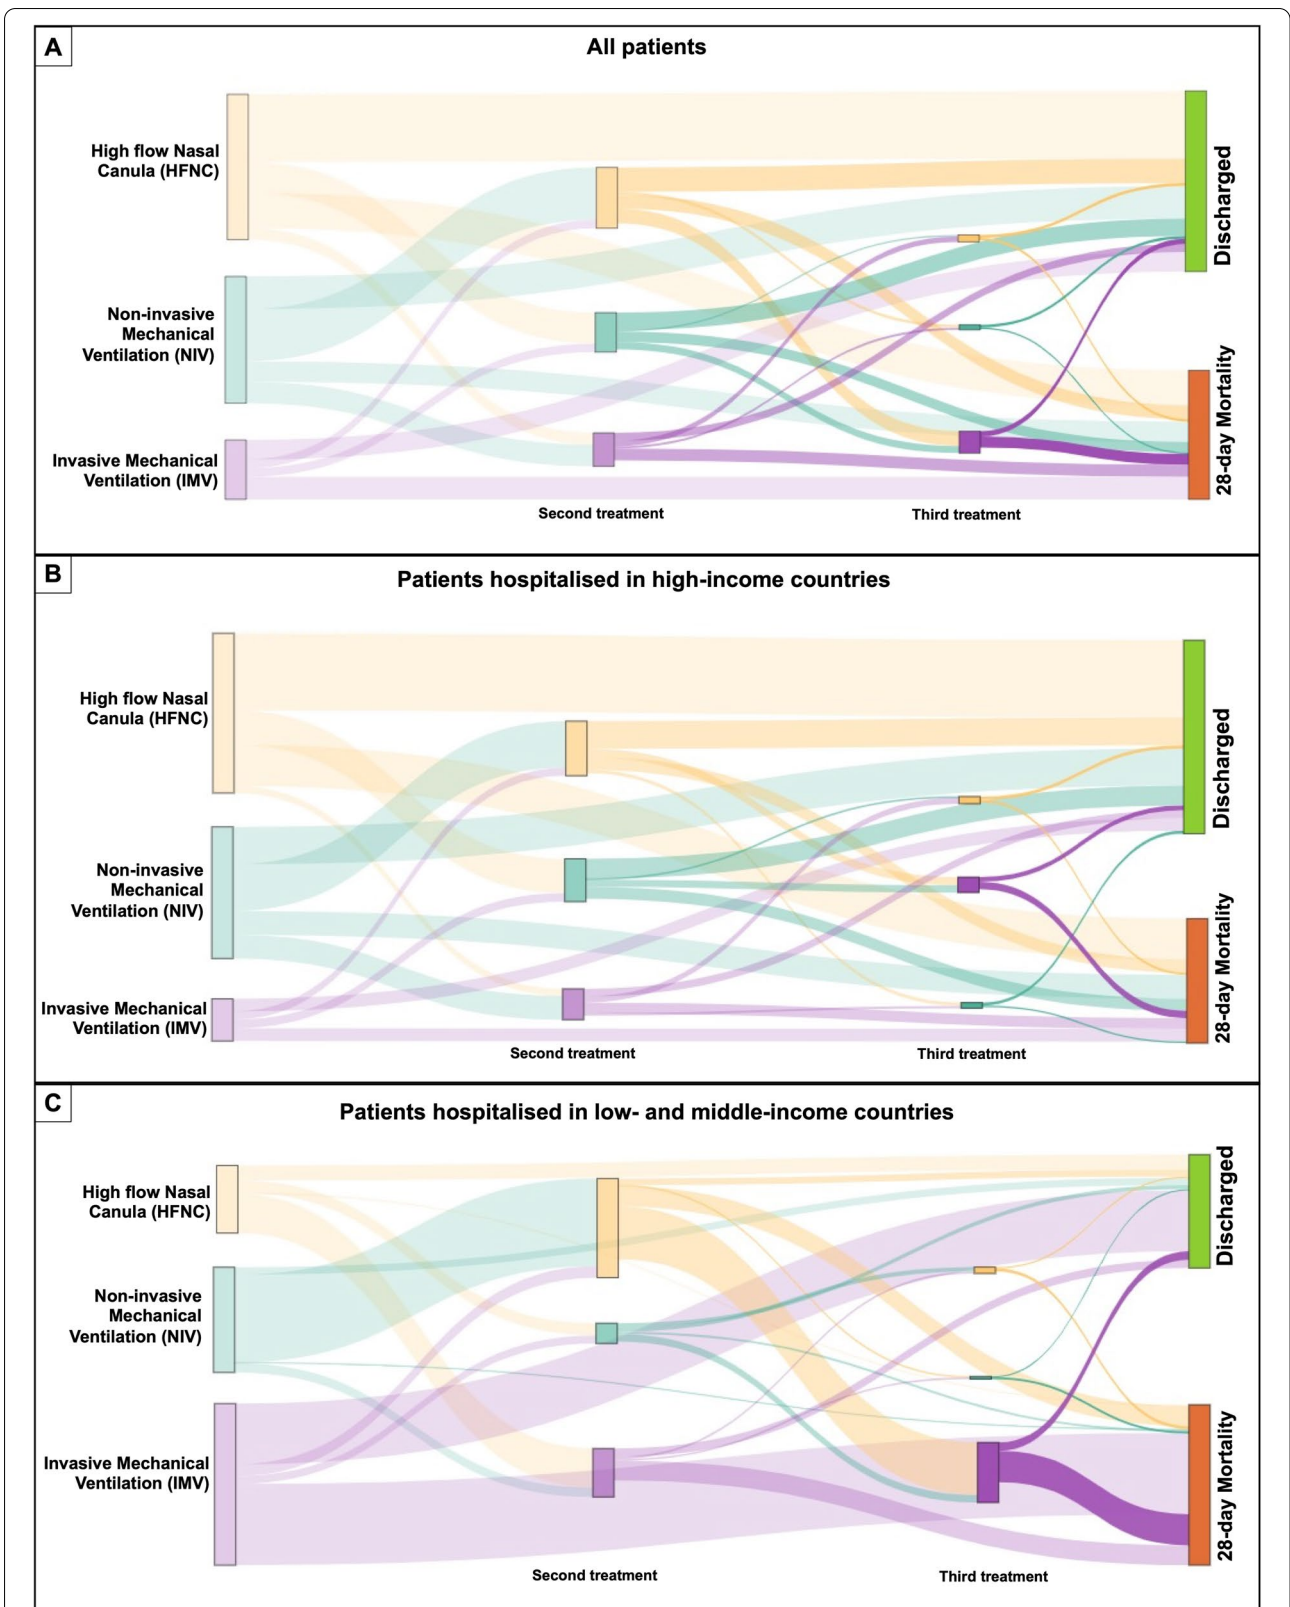 A
All patients
High flow Nasal
Canula (HFNC)
Non-invasive
Mechanical
Ventilation (NIV)
Invasive Mechanical
Ventilation (IMV)
Discharged
28-day Mortality
Second treatment
Third treatment
B
Patients hospitalised in high-income countries
High flow Nasal
Canula (HFNC)
Non-invasive
Mechanical
Ventilation (NIV)
Invasive Mechanical
Ventilation (IMV)
Discharged
28-day Mortality
Second treatment
Third treatment
C
Patients hospitalised in low- and middle-income countries
High flow Nasal
Canula (HFNC)
Non-invasive
Mechanical
Ventilation (NIV)
Invasive Mechanical
Ventilation (IMV)
Discharged
28-day Mortality
Second treatment
Third treatment